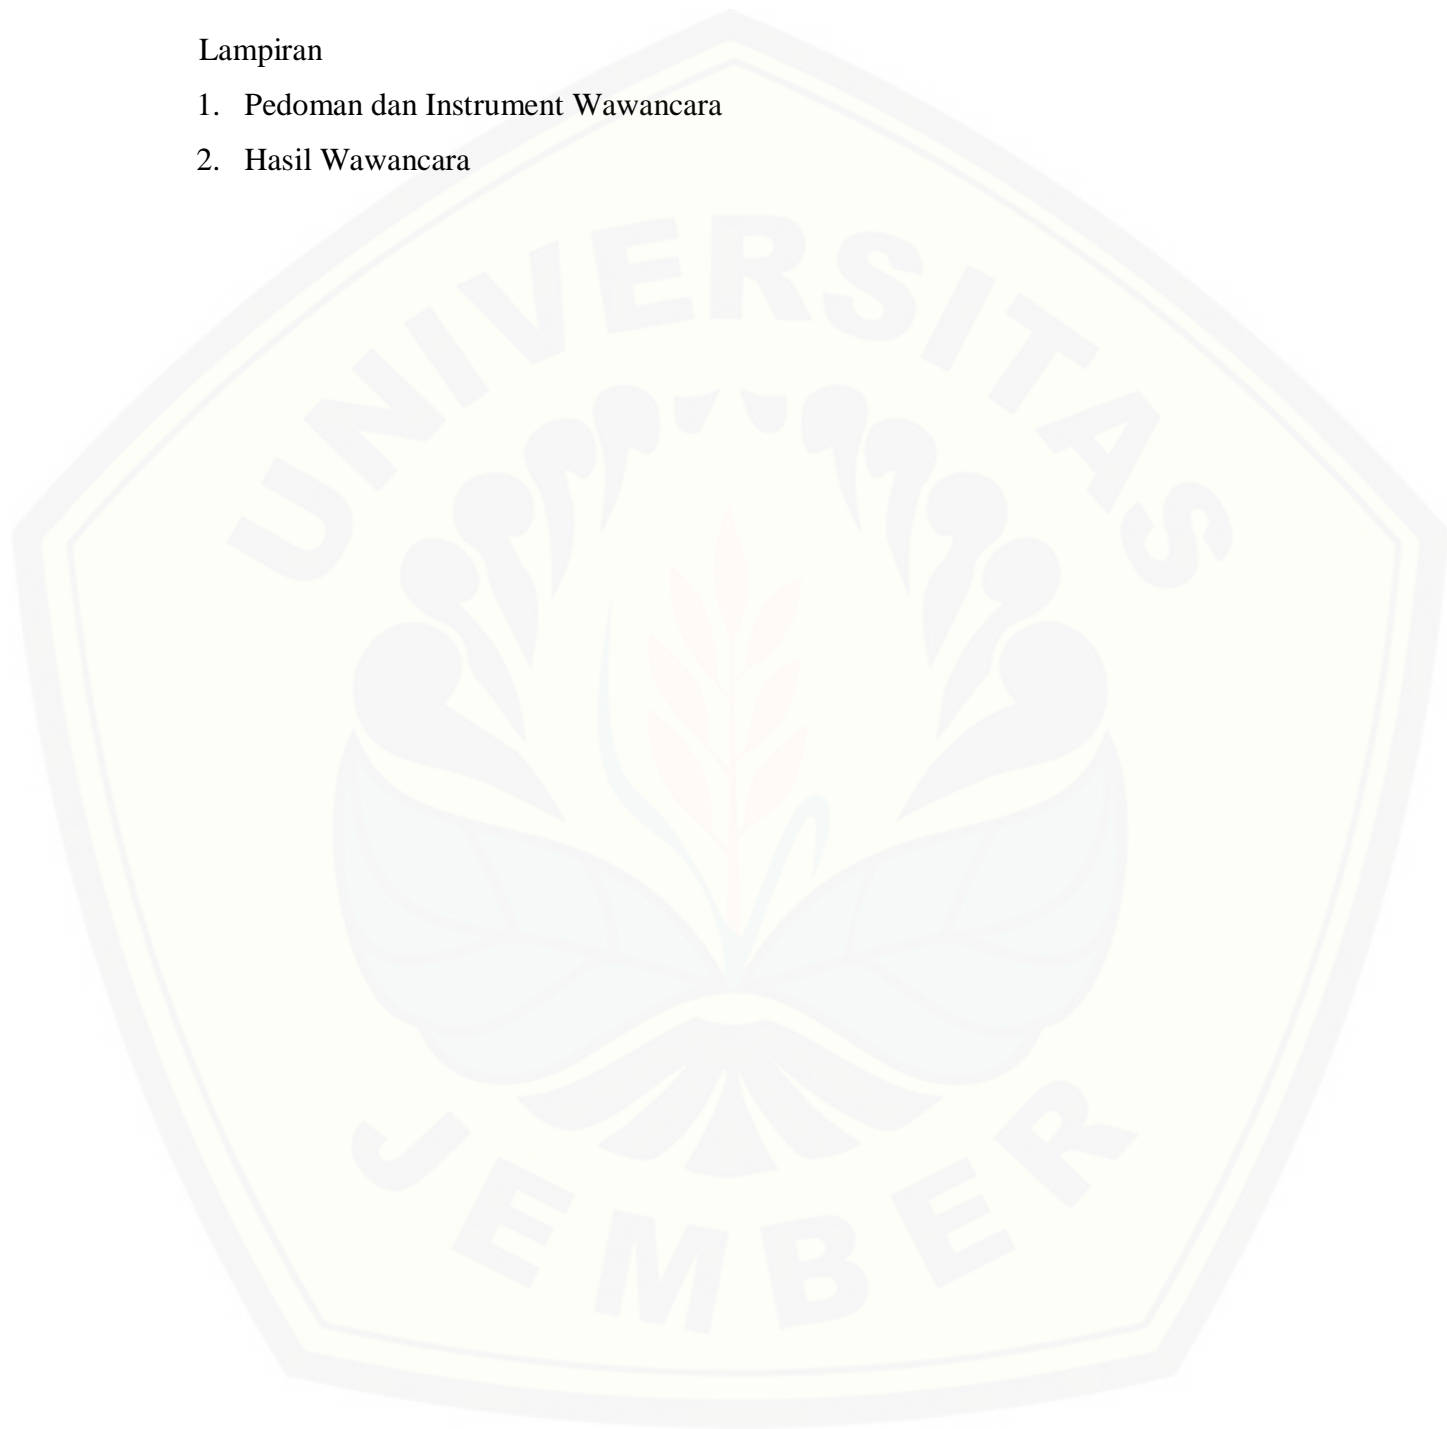 Lampiran
1. Pedoman dan Instrument Wawancara
2. Hasil Wawancara
UNIVERSITAS
JEMBER